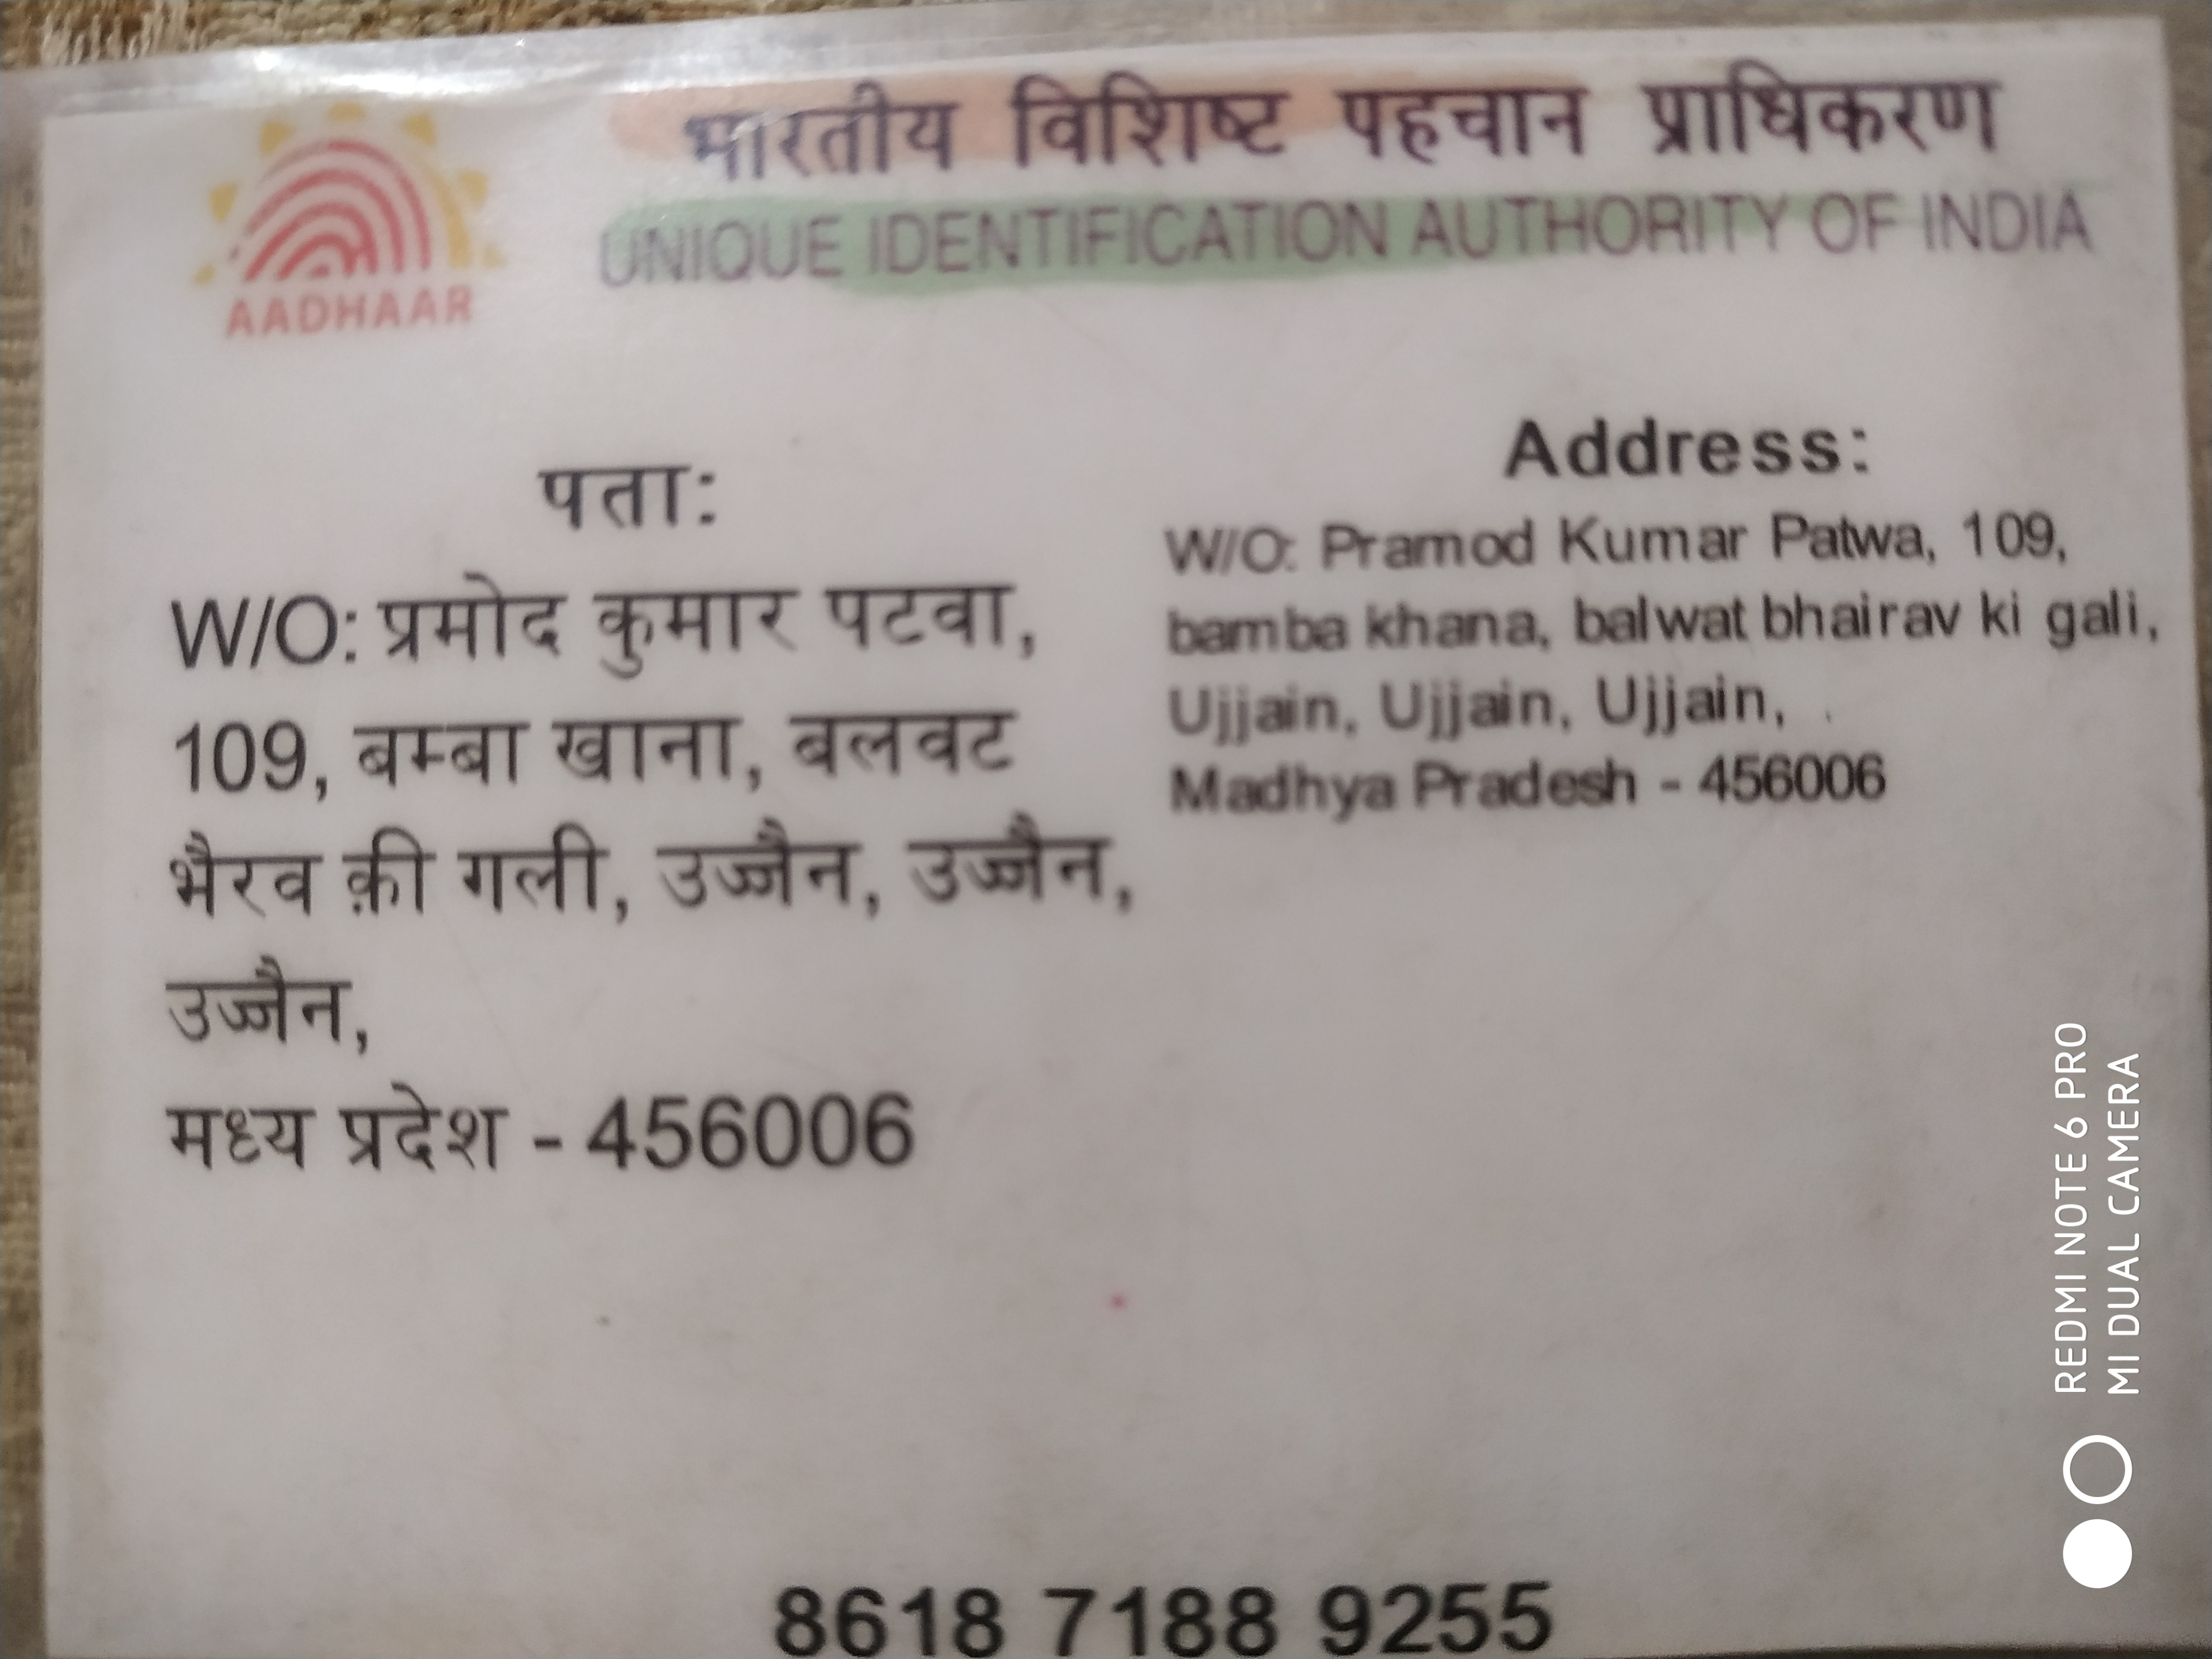 भारतीय विशिष्ट पहचान प्राधिकरण
UNIQUE IDENTIFICATION AUTHORITY OF INDIA
AADHAAR
पता:
W/O: प्रमोद कुमार पटवा,
109, बम्बा खाना, बलवट
भैरव क़ी गली, उज्जैन, उज्जैन,
उज्जैन,
मध्य प्रदेश - 456006
Address:
W/O: Pramod Kumar Patwa, 109,
bamba khana, balwat bhairav ki gali,
Ujjain, Ujjain, Ujjain,
Madhya Pradesh - 456006
8618 7188 9255
REDMI NOTE 6 PRO
MI DUAL CAMERA